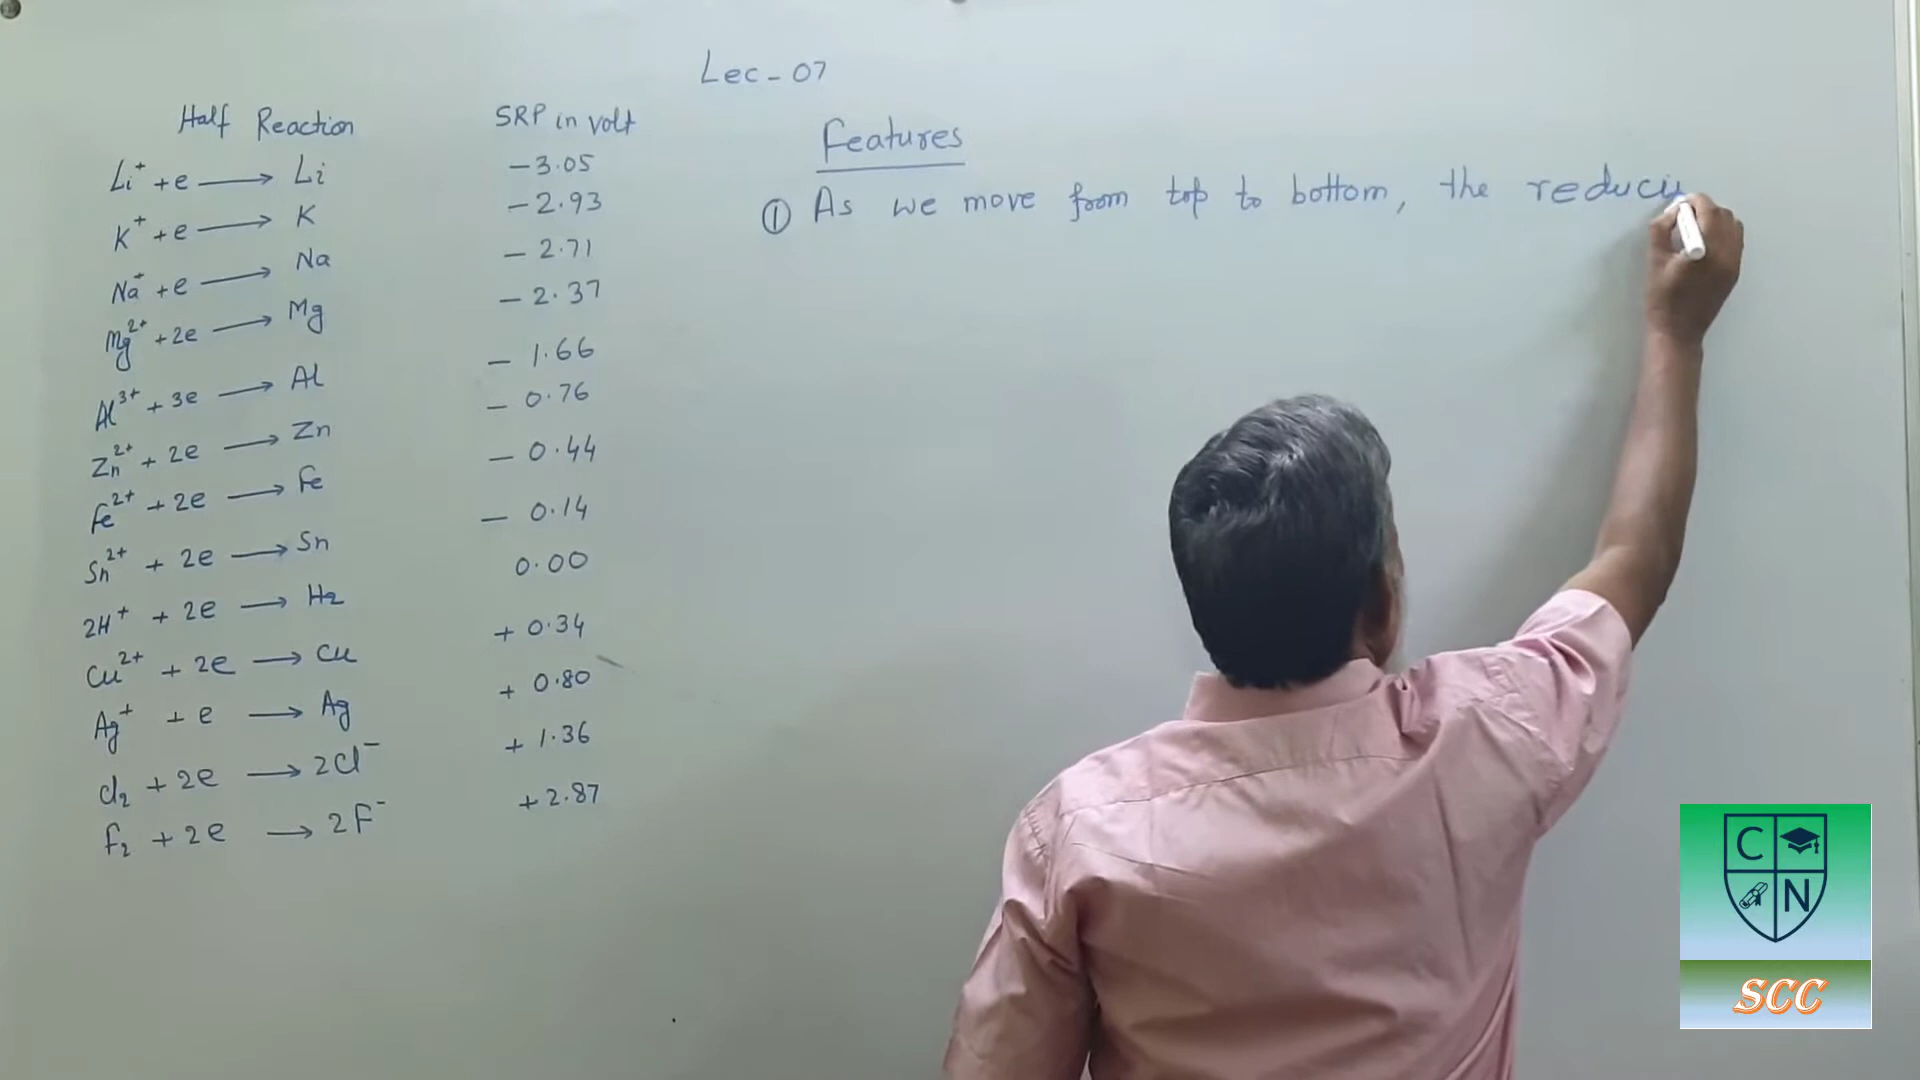 Lec - 07
Half Reaction SRP in volt
Li⁺ + e ⟶ Li − 3.05
K⁺ + e ⟶ K − 2.93
Na⁺ + e ⟶ Na − 2.71
Mg²⁺ + 2e ⟶ Mg − 2.37
Al³⁺ + 3e ⟶ Al − 1.66
Zn²⁺ + 2e ⟶ Zn − 0.76
Fe²⁺ + 2e ⟶ Fe − 0.44
Sn²⁺ + 2e ⟶ Sn − 0.14
2H⁺ + 2e ⟶ H₂ 0.00
Cu²⁺ + 2e ⟶ Cu + 0.34
Ag⁺ + e ⟶ Ag + 0.80
Cl₂ + 2e ⟶ 2Cl⁻ + 1.36
F₂ + 2e ⟶ 2F⁻ + 2.87
Features
① As we move from top to bottom, the reduci
C
N
SCC